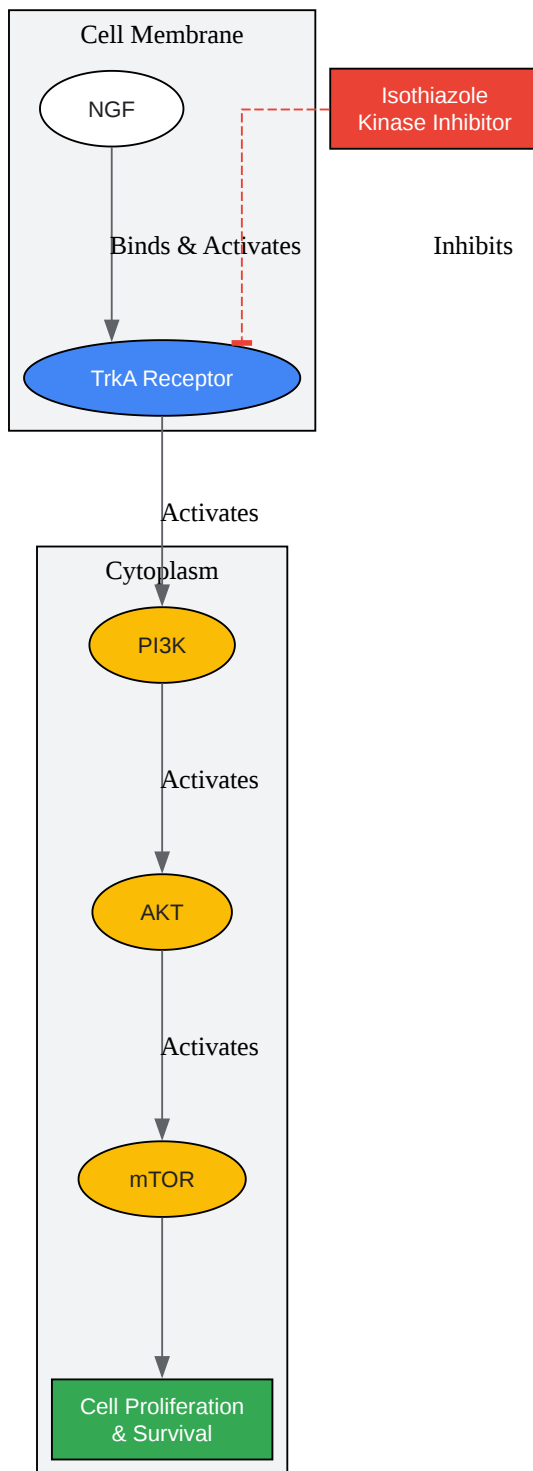 Cell Membrane
NGF
Isothiazole
Kinase Inhibitor
Binds & Activates
Inhibits
TrkA Receptor
Activates
Cytoplasm
PI3K
Activates
AKT
Activates
mTOR
Cell Proliferation
& Survival